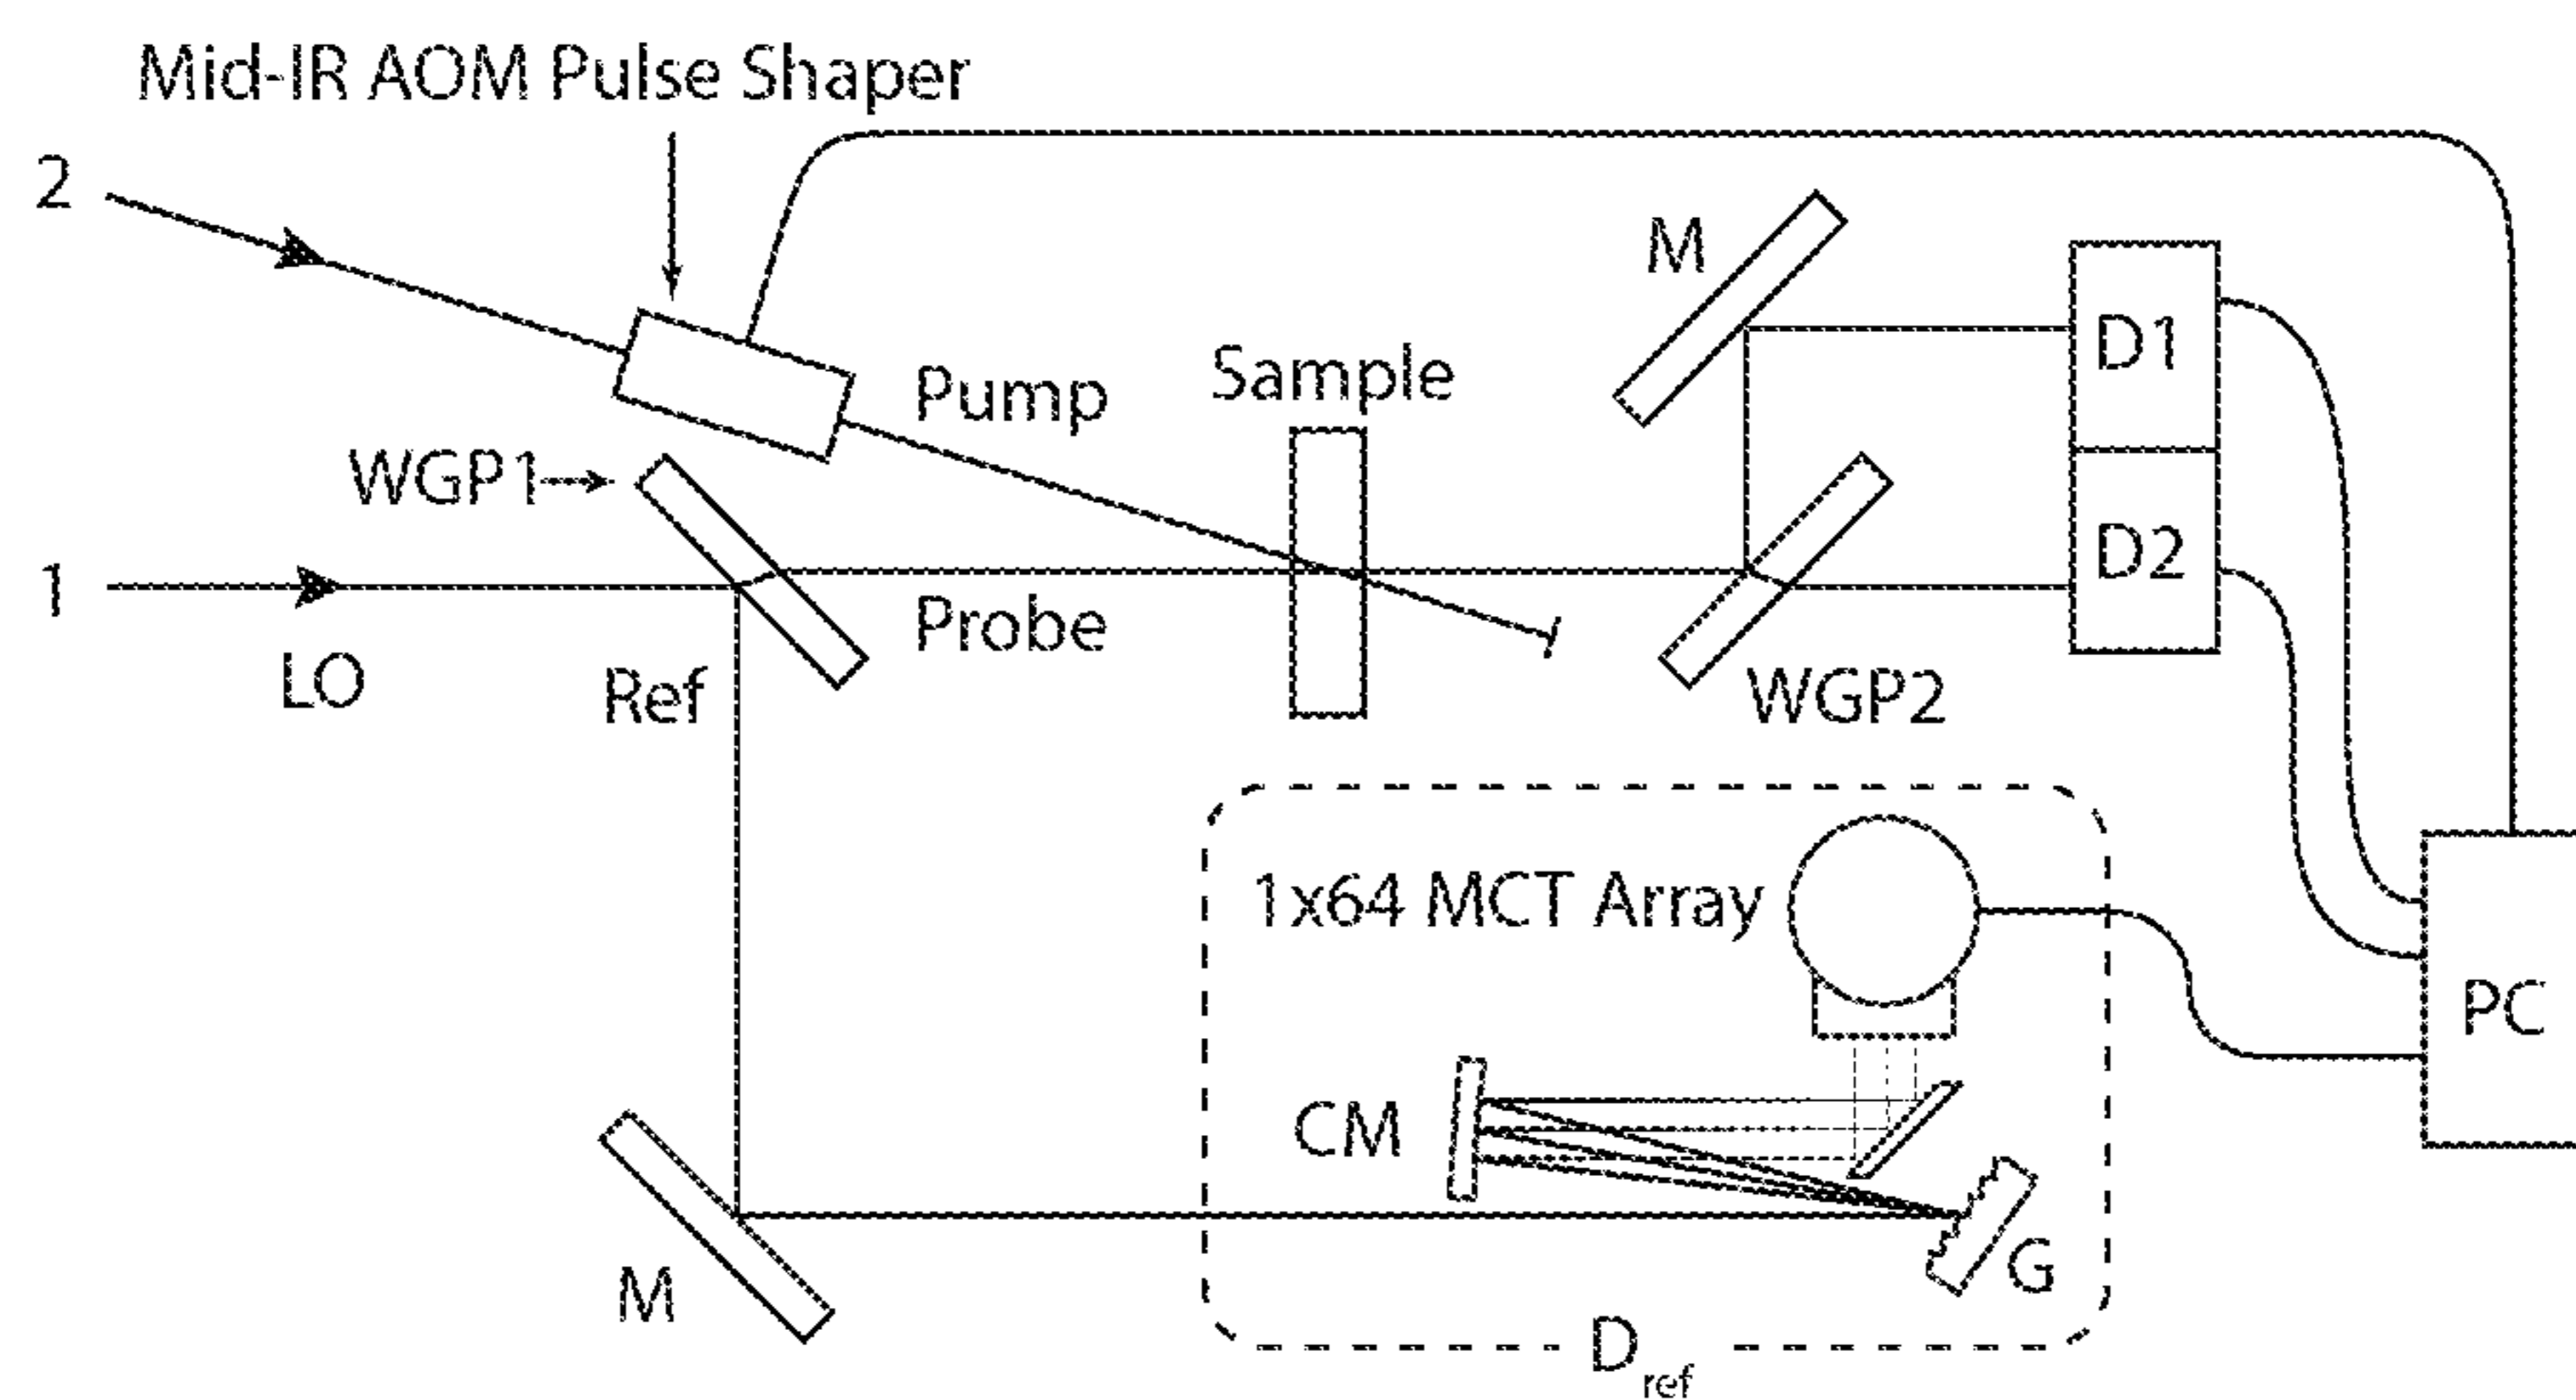 Mid-IR AOM Pulse Shaper
2
M
D1
Pump
Sample
WGP1
D2
1
Probe
LO
Ref
WGP2
1x64 MCT Array
PC
CM
G
M
Dref